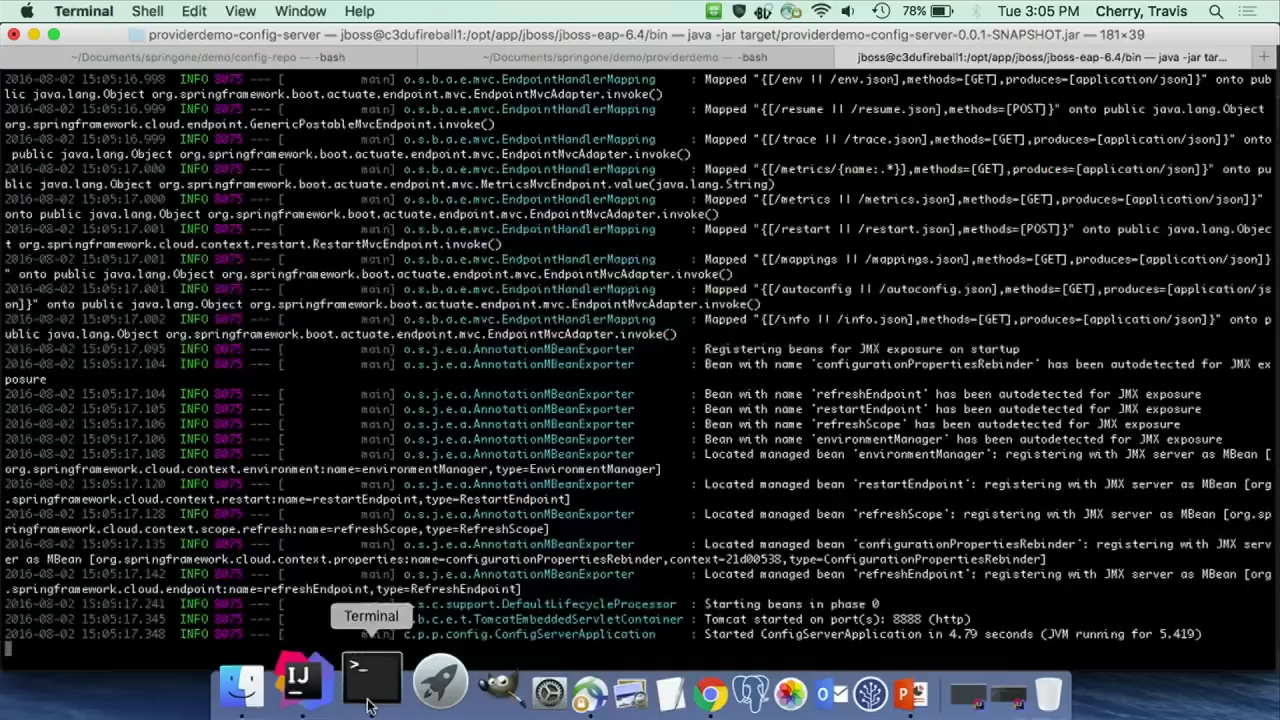 Terminal Shell Edit View Window Help 78% Tue 3:05 PM Cherry, Travis
providerdemo-config-server — jboss@c3dufireball1:/opt/app/jboss/jboss-eap-6.4/bin — java -jar target/providerdemo-config-server-0.0.1-SNAPSHOT.jar — 181×39
~/Documents/springone/demo/config-repo — -bash ~/Documents/springone/demo/providerdemo — -bash jboss@c3dufireball1:/opt/app/jboss/jboss-eap-6.4/bin — java -jar tar...
2016-08-02 15:05:16.998 INFO 8075 --- [ main] o.s.b.a.e.mvc.EndpointHandlerMapping : Mapped "{[/env || /env.json],methods=[GET],produces=[application/json]}" onto pub
lic java.lang.Object org.springframework.boot.actuate.endpoint.mvc.EndpointMvcAdapter.invoke()
2016-08-02 15:05:16.999 INFO 8075 --- [ main] o.s.b.a.e.mvc.EndpointHandlerMapping : Mapped "{[/resume || /resume.json],methods=[POST]}" onto public java.lang.Object
org.springframework.cloud.endpoint.GenericPostableMvcEndpoint.invoke()
2016-08-02 15:05:16.999 INFO 8075 --- [ main] o.s.b.a.e.mvc.EndpointHandlerMapping : Mapped "{[/trace || /trace.json],methods=[GET],produces=[application/json]}" onto
public java.lang.Object org.springframework.boot.actuate.endpoint.mvc.EndpointMvcAdapter.invoke()
2016-08-02 15:05:17.000 INFO 8075 --- [ main] o.s.b.a.e.mvc.EndpointHandlerMapping : Mapped "{[/metrics/{name:.*}],methods=[GET],produces=[application/json]}" onto pu
blic java.lang.Object org.springframework.boot.actuate.endpoint.mvc.MetricsMvcEndpoint.value(java.lang.String)
2016-08-02 15:05:17.000 INFO 8075 --- [ main] o.s.b.a.e.mvc.EndpointHandlerMapping : Mapped "{[/metrics || /metrics.json],methods=[GET],produces=[application/json]}"
onto public java.lang.Object org.springframework.boot.actuate.endpoint.mvc.EndpointMvcAdapter.invoke()
2016-08-02 15:05:17.001 INFO 8075 --- [ main] o.s.b.a.e.mvc.EndpointHandlerMapping : Mapped "{[/restart || /restart.json],methods=[POST]}" onto public java.lang.Objec
t org.springframework.cloud.context.restart.RestartMvcEndpoint.invoke()
2016-08-02 15:05:17.001 INFO 8075 --- [ main] o.s.b.a.e.mvc.EndpointHandlerMapping : Mapped "{[/mappings || /mappings.json],methods=[GET],produces=[application/json]}
" onto public java.lang.Object org.springframework.boot.actuate.endpoint.mvc.EndpointMvcAdapter.invoke()
2016-08-02 15:05:17.001 INFO 8075 --- [ main] o.s.b.a.e.mvc.EndpointHandlerMapping : Mapped "{[/autoconfig || /autoconfig.json],methods=[GET],produces=[application/js
on]}" onto public java.lang.Object org.springframework.boot.actuate.endpoint.mvc.EndpointMvcAdapter.invoke()
2016-08-02 15:05:17.002 INFO 8075 --- [ main] o.s.b.a.e.mvc.EndpointHandlerMapping : Mapped "{[/info || /info.json],methods=[GET],produces=[application/json]}" onto p
ublic java.lang.Object org.springframework.boot.actuate.endpoint.mvc.EndpointMvcAdapter.invoke()
2016-08-02 15:05:17.095 INFO 8075 --- [ main] o.s.j.e.a.AnnotationMBeanExporter : Registering beans for JMX exposure on startup
2016-08-02 15:05:17.104 INFO 8075 --- [ main] o.s.j.e.a.AnnotationMBeanExporter : Bean with name 'configurationPropertiesRebinder' has been autodetected for JMX ex
posure
2016-08-02 15:05:17.104 INFO 8075 --- [ main] o.s.j.e.a.AnnotationMBeanExporter : Bean with name 'refreshEndpoint' has been autodetected for JMX exposure
2016-08-02 15:05:17.105 INFO 8075 --- [ main] o.s.j.e.a.AnnotationMBeanExporter : Bean with name 'restartEndpoint' has been autodetected for JMX exposure
2016-08-02 15:05:17.106 INFO 8075 --- [ main] o.s.j.e.a.AnnotationMBeanExporter : Bean with name 'refreshScope' has been autodetected for JMX exposure
2016-08-02 15:05:17.106 INFO 8075 --- [ main] o.s.j.e.a.AnnotationMBeanExporter : Bean with name 'environmentManager' has been autodetected for JMX exposure
2016-08-02 15:05:17.108 INFO 8075 --- [ main] o.s.j.e.a.AnnotationMBeanExporter : Located managed bean 'environmentManager': registering with JMX server as MBean [
org.springframework.cloud.context.environment:name=environmentManager,type=EnvironmentManager]
2016-08-02 15:05:17.120 INFO 8075 --- [ main] o.s.j.e.a.AnnotationMBeanExporter : Located managed bean 'restartEndpoint': registering with JMX server as MBean [org
.springframework.cloud.context.restart:name=restartEndpoint,type=RestartEndpoint]
2016-08-02 15:05:17.128 INFO 8075 --- [ main] o.s.j.e.a.AnnotationMBeanExporter : Located managed bean 'refreshScope': registering with JMX server as MBean [org.sp
ringframework.cloud.context.scope.refresh:name=refreshScope,type=RefreshScope]
2016-08-02 15:05:17.135 INFO 8075 --- [ main] o.s.j.e.a.AnnotationMBeanExporter : Located managed bean 'configurationPropertiesRebinder': registering with JMX serv
er as MBean [org.springframework.cloud.context.properties:name=configurationPropertiesRebinder,context=21d00538,type=ConfigurationPropertiesRebinder]
2016-08-02 15:05:17.142 INFO 8075 --- [ main] o.s.j.e.a.AnnotationMBeanExporter : Located managed bean 'refreshEndpoint': registering with JMX server as MBean [org
.springframework.cloud.endpoint:name=refreshEndpoint,type=RefreshEndpoint]
2016-08-02 15:05:17.241 INFO 8075 --- [ main] o.s.c.support.DefaultLifecycleProcessor : Starting beans in phase 0
2016-08-02 15:05:17.345 INFO 8075 --- [ .b.c.e.t.TomcatEmbeddedServletContainer : Tomcat started on port(s): 8888 (http)
2016-08-02 15:05:17.348 INFO 8075 --- [ main] c.p.p.config.ConfigServerApplication : Started ConfigServerApplication in 4.79 seconds (JVM running for 5.419)
Terminal